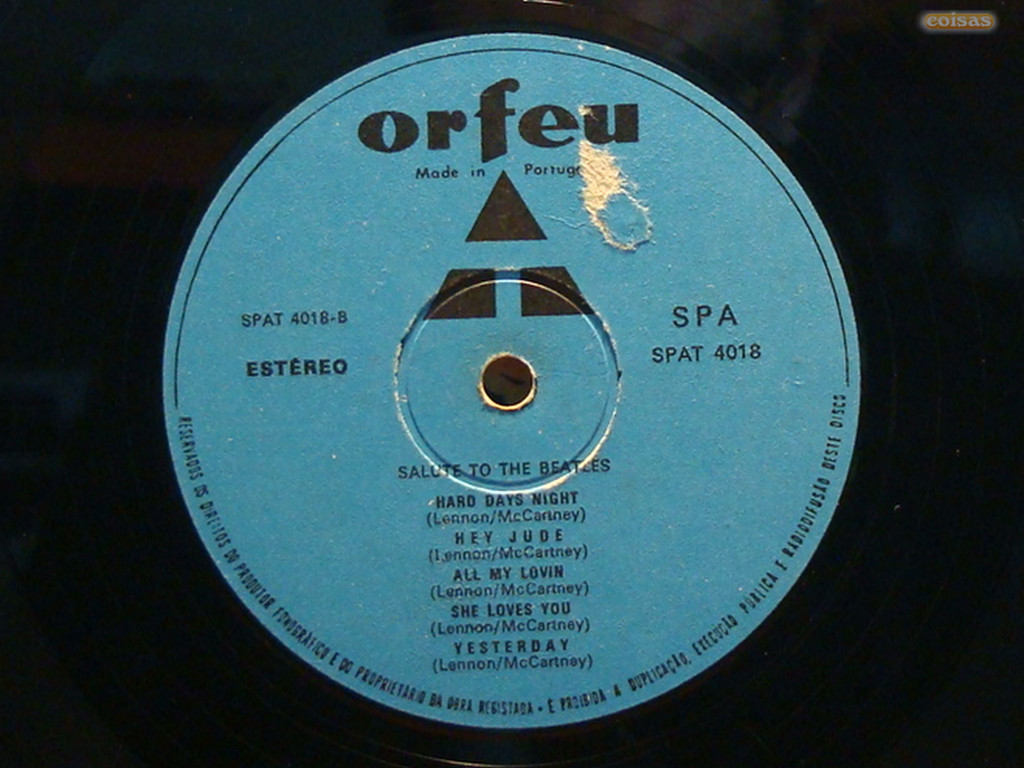 coisas
orfeu
Made in Portug
SPAT 4018-B
ESTÉREO
SPA
SPAT 4018
SALUTE TO THE BEATLES
HARD DAYS NIGHT
(Lennon/McCartney)
HEY JUDE
(Lennon/McCartney)
ALL MY LOVIN
(Lennon/McCartney)
SHE LOVES YOU
(Lennon/McCartney)
YESTERDAY
(Lennon/McCartney)
RESERVADOS OS DIREITOS DO PRODUTOR FONOGRÁFICO E DO PROPRIETÁRIO DA OBRA REGISTADA • É PROIBIDA A DUPLICAÇÃO, EXECUÇÃO PÚBLICA E RADIODIFUSÃO DESTE DISCO